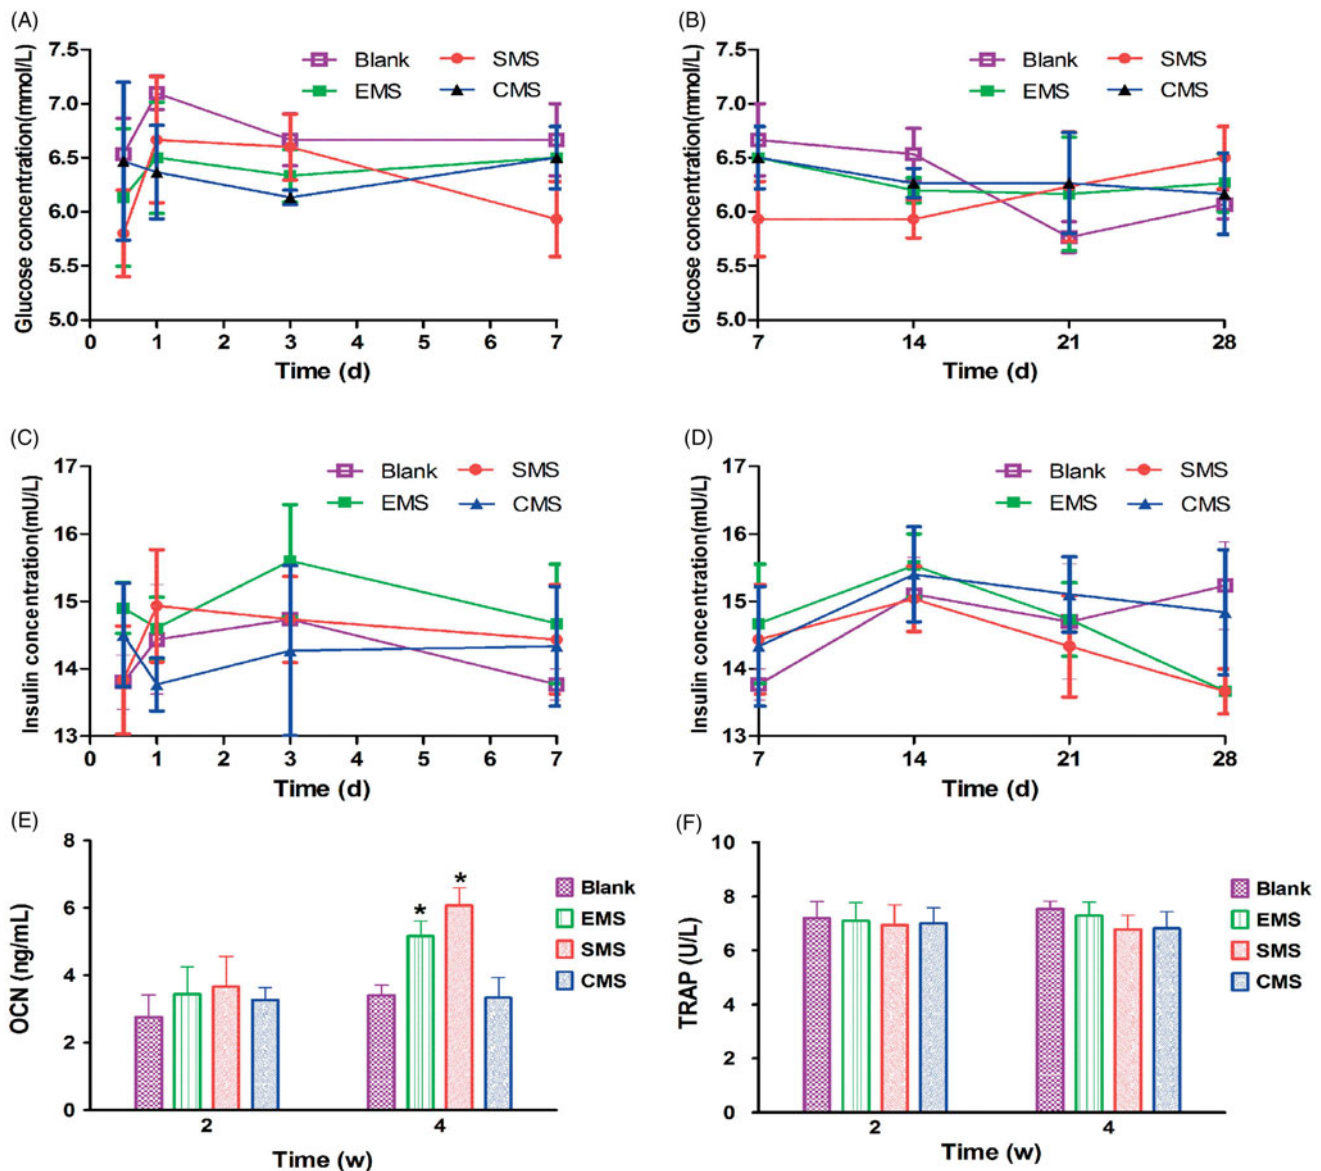 (A)
Glucose concentration(mmol/L)
7.5
7.0
6.5
6.0
5.5
5.0
Blank
SMS
EMS
CMS
0 1 2 3 4 5 6 7
Time (d)
(B)
Glucose concentration(mmol/L)
7.5
7.0
6.5
6.0
5.5
5.0
Blank
SMS
EMS
CMS
7 14 21 28
Time (d)
(C)
Insulin concentration(mU/L)
17
16
15
14
13
Blank
SMS
EMS
CMS
0 1 2 3 4 5 6 7
Time (d)
(D)
Insulin concentration(mU/L)
17
16
15
14
13
Blank
SMS
EMS
CMS
7 14 21 28
Time (d)
(E)
OCN (ng/mL)
8
6
4
2
0
* *
Blank
EMS
SMS
CMS
2 4
Time (w)
(F)
TRAP (U/L)
10
8
6
4
2
0
Blank
EMS
SMS
CMS
2 4
Time (w)